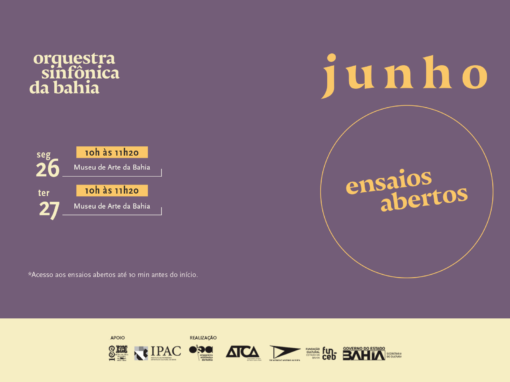 orquestra
sinfônica
da bahia
junho
seg
26
10h às 11h20
Museu de Arte da Bahia
ter
27
10h às 11h20
Museu de Arte da Bahia
ensaios
abertos
*Acesso aos ensaios abertos até 10 min antes do início.
APOIO
IPAC
REALIZAÇÃO
ATCA
fun
ceb
GOVERNO DO ESTADO
BAHIA